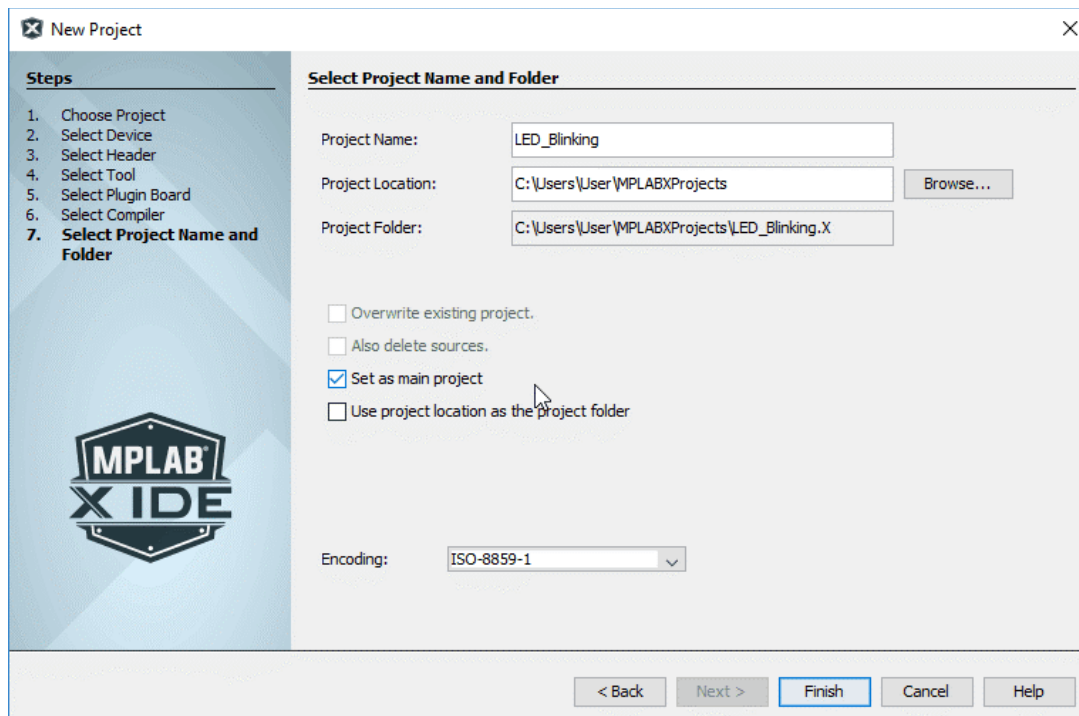 New Project
Steps
1. Choose Project
2. Select Device
3. Select Header
4. Select Tool
5. Select Plugin Board
6. Select Compiler
7. Select Project Name and
Folder
MPLAB®
X IDE
Select Project Name and Folder
Project Name: LED_Blinking
Project Location: C:\Users\User\MPLABXProjects Browse...
Project Folder: C:\Users\User\MPLABXProjects\LED_Blinking.X
Overwrite existing project.
Also delete sources.
Set as main project
Use project location as the project folder
Encoding: ISO-8859-1
< Back Next > Finish Cancel Help